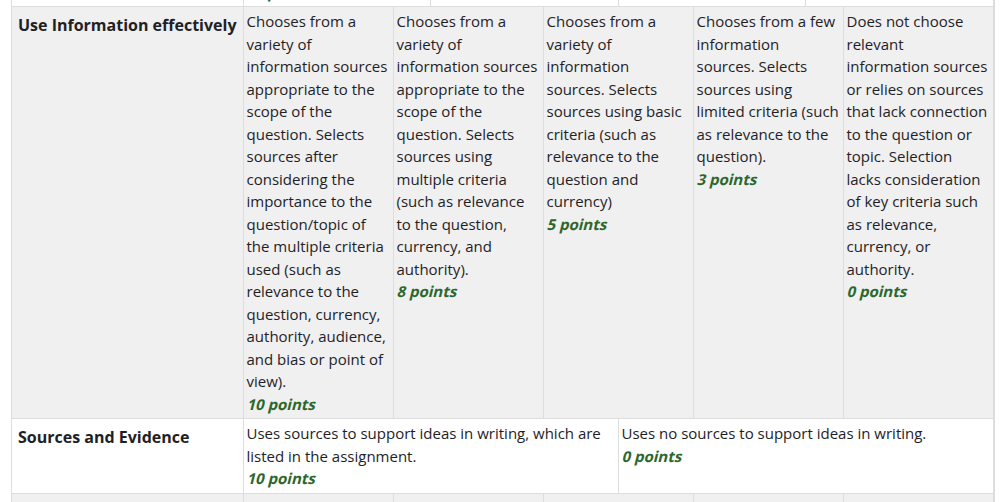 Use Information effectively
Chooses from a
variety of
information sources
appropriate to the
scope of the
question. Selects
sources after
considering the
importance to the
question/topic of
the multiple criteria
used (such as
relevance to the
question, currency,
authority, audience,
and bias or point of
view).
10 points
Chooses from a
variety of
information sources
appropriate to the
scope of the
question. Selects
sources using
multiple criteria
(such as relevance
to the question,
currency, and
authority).
8 points
Chooses from a
variety of
information
sources. Selects
sources using basic
criteria (such as
relevance to the
question and
currency)
5 points
Chooses from a few
information
sources. Selects
sources using
limited criteria (such
as relevance to the
question).
3 points
Does not choose
relevant
information sources
or relies on sources
that lack connection
to the question or
topic. Selection
lacks consideration
of key criteria such
as relevance,
currency, or
authority.
0 points
Sources and Evidence
Uses sources to support ideas in writing, which are
listed in the assignment.
10 points
Uses no sources to support ideas in writing.
0 points